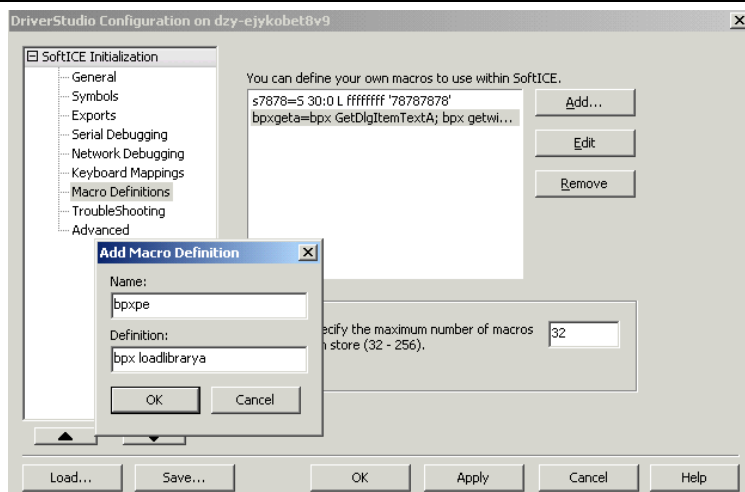 DriverStudio Configuration on dzy-ejykobet8v9
SoftICE Initialization
General
Symbols
Exports
Serial Debugging
Network Debugging
Keyboard Mappings
Macro Definitions
TroubleShooting
Advanced
You can define your own macros to use within SoftICE.
s7878=S 30:0 L ffffffff '78787878'
bpxgeta=bpx GetDlgItemTextA; bpx getwi...
Add...
Edit
Remove
Add Macro Definition
Name:
bpxpe
Definition:
bpx loadlibrarya
OK
Cancel
ecify the maximum number of macros
store (32 - 256).
32
Load...
Save...
OK
Apply
Cancel
Help